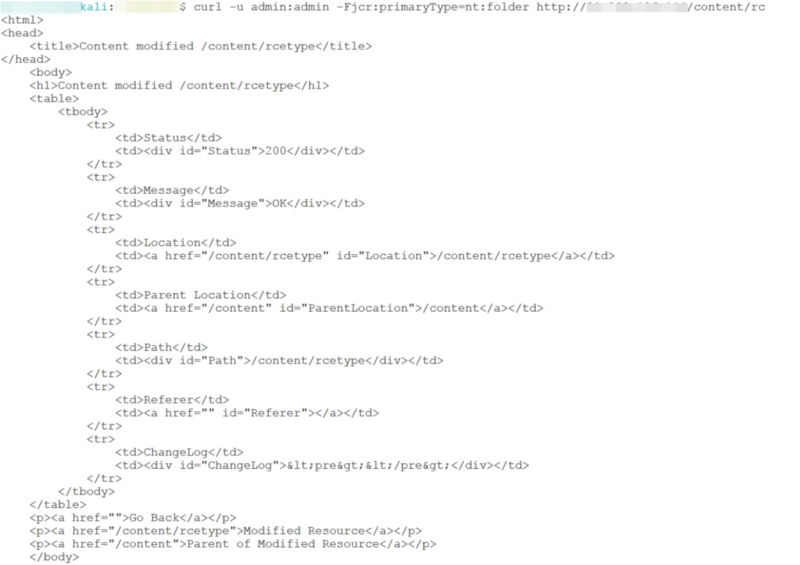 kali: $ curl -u admin:admin -Fjcr:primaryType=nt:folder http:// /content/rc
<html>
<head>
    <title>Content modified /content/rcetype</title>
</head>
    <body>
    <h1>Content modified /content/rcetype</h1>
    <table>
        <tbody>
            <tr>
                <td>Status</td>
                <td><div id="Status">200</div></td>
            </tr>
            <tr>
                <td>Message</td>
                <td><div id="Message">OK</div></td>
            </tr>
            <tr>
                <td>Location</td>
                <td><a href="/content/rcetype" id="Location">/content/rcetype</a></td>
            </tr>
            <tr>
                <td>Parent Location</td>
                <td><a href="/content" id="ParentLocation">/content</a></td>
            </tr>
            <tr>
                <td>Path</td>
                <td><div id="Path">/content/rcetype</div></td>
            </tr>
            <tr>
                <td>Referer</td>
                <td><a href="" id="Referer"></a></td>
            </tr>
            <tr>
                <td>ChangeLog</td>
                <td><div id="ChangeLog">&lt;pre&gt;&lt;/pre&gt;</div></td>
            </tr>
        </tbody>
    </table>
    <p><a href="">Go Back</a></p>
    <p><a href="/content/rcetype">Modified Resource</a></p>
    <p><a href="/content">Parent of Modified Resource</a></p>
    </body>